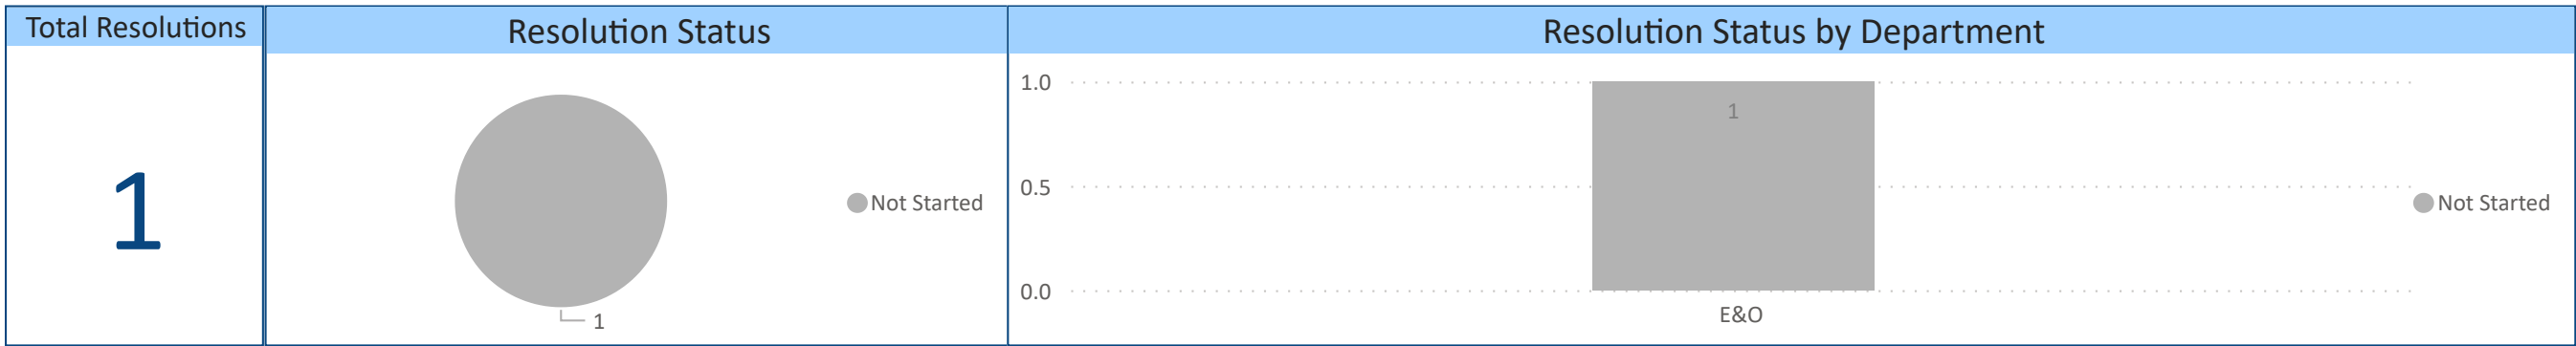 Total Resolutions
1
Resolution Status
1
Not Started
Resolution Status by Department
1.0
0.5
0.0
1
E&O
Not Started